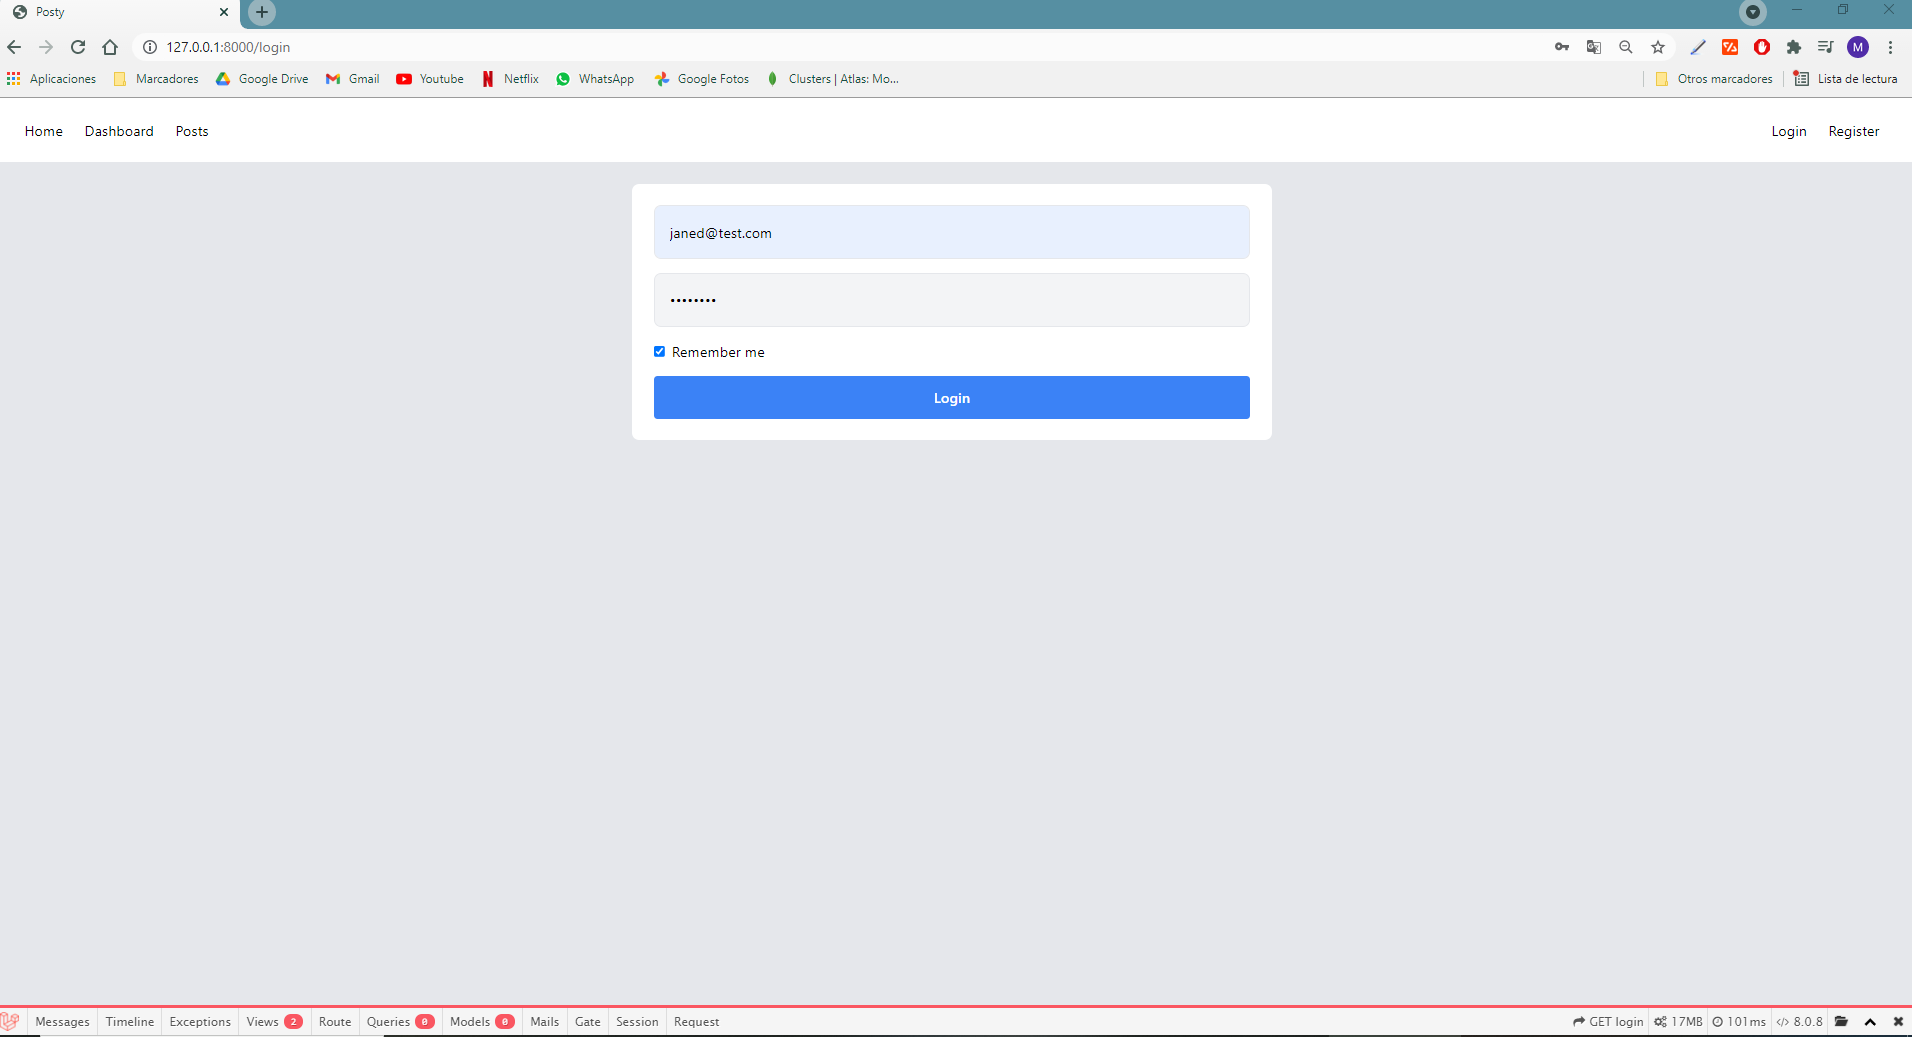 Posty
127.0.0.1:8000/login
M
Aplicaciones Marcadores Google Drive Gmail Youtube Netflix WhatsApp Google Fotos Clusters | Atlas: Mo... Otros marcadores Lista de lectura
Home Dashboard Posts Login Register
janed@test.com
••••••••
Remember me
Login
Messages Timeline Exceptions Views 2 Route Queries 0 Models 0 Mails Gate Session Request GET login 17MB 101ms </> 8.0.8